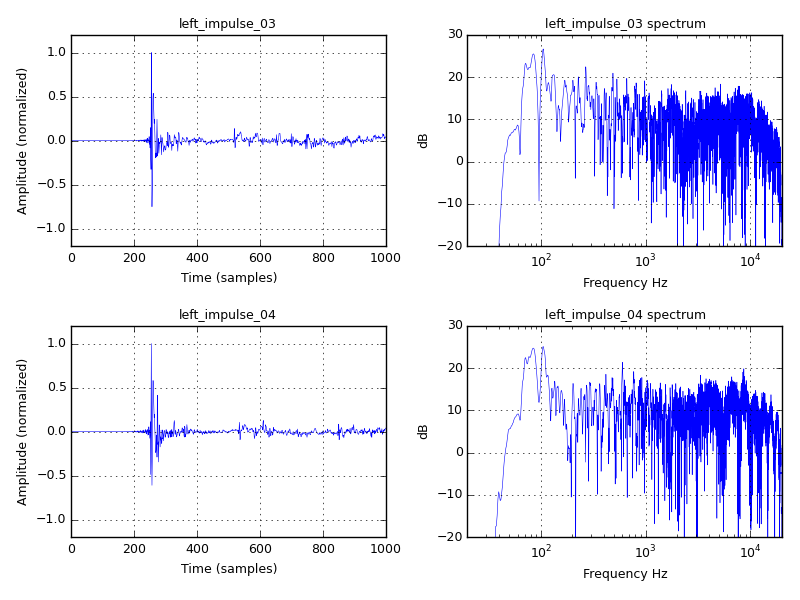 left_impulse_03
1.0
0.5
0.0
−0.5
−1.0
Amplitude (normalized)
0 200 400 600 800 1000
Time (samples)
left_impulse_03 spectrum
30
20
10
0
−10
−20
dB
10² 10³ 10⁴
Frequency Hz
left_impulse_04
1.0
0.5
0.0
−0.5
−1.0
Amplitude (normalized)
0 200 400 600 800 1000
Time (samples)
left_impulse_04 spectrum
30
20
10
0
−10
−20
dB
10² 10³ 10⁴
Frequency Hz